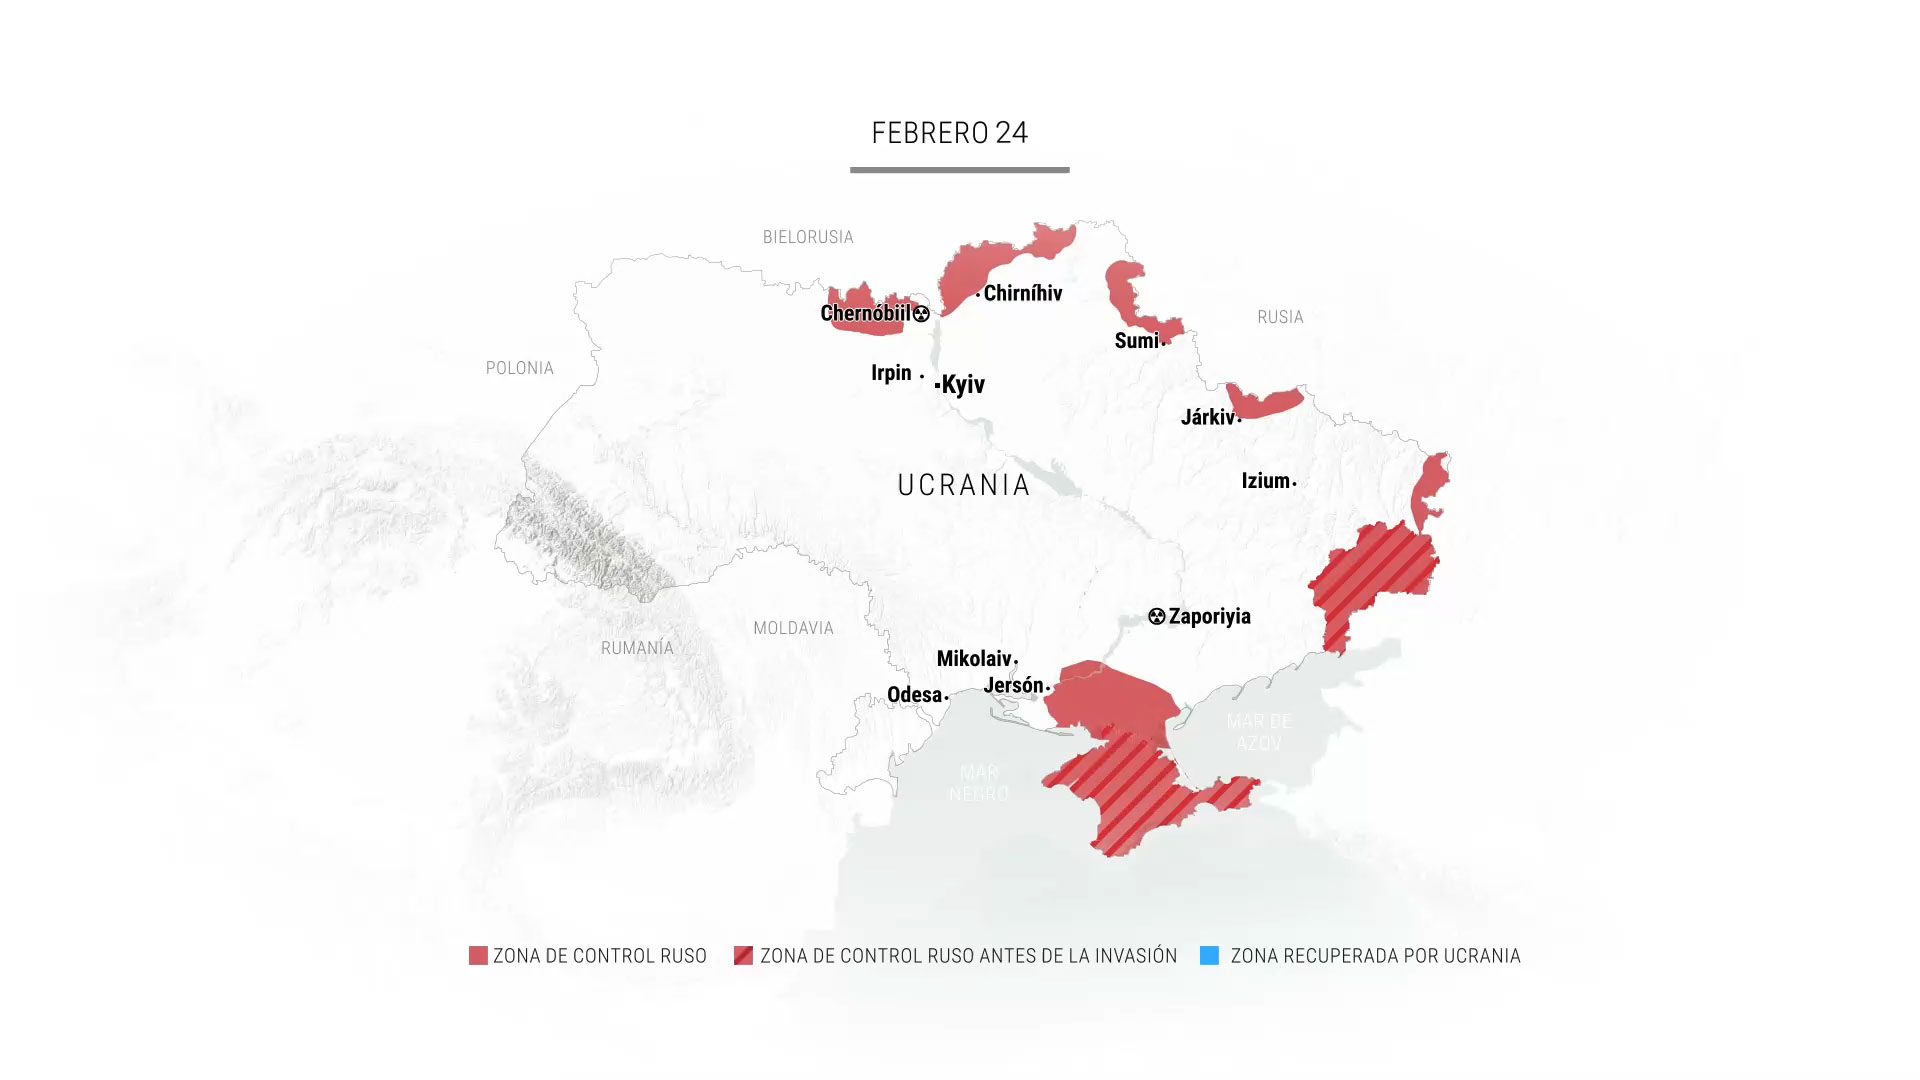 FEBRERO 24
BIELORUSIA
Chirníhiv
Chernóbiil
RUSIA
Sumi
POLONIA
Irpin
Kyiv
Járkiv
Izium
UCRANIA
Zaporiyia
MOLDAVIA
RUMANÍA
Mikolaiv
Jersón
Odesa
MAR DE
AZOV
MAR
NEGRO
ZONA DE CONTROL RUSO
ZONA DE CONTROL RUSO ANTES DE LA INVASIÓN
ZONA RECUPERADA POR UCRANIA